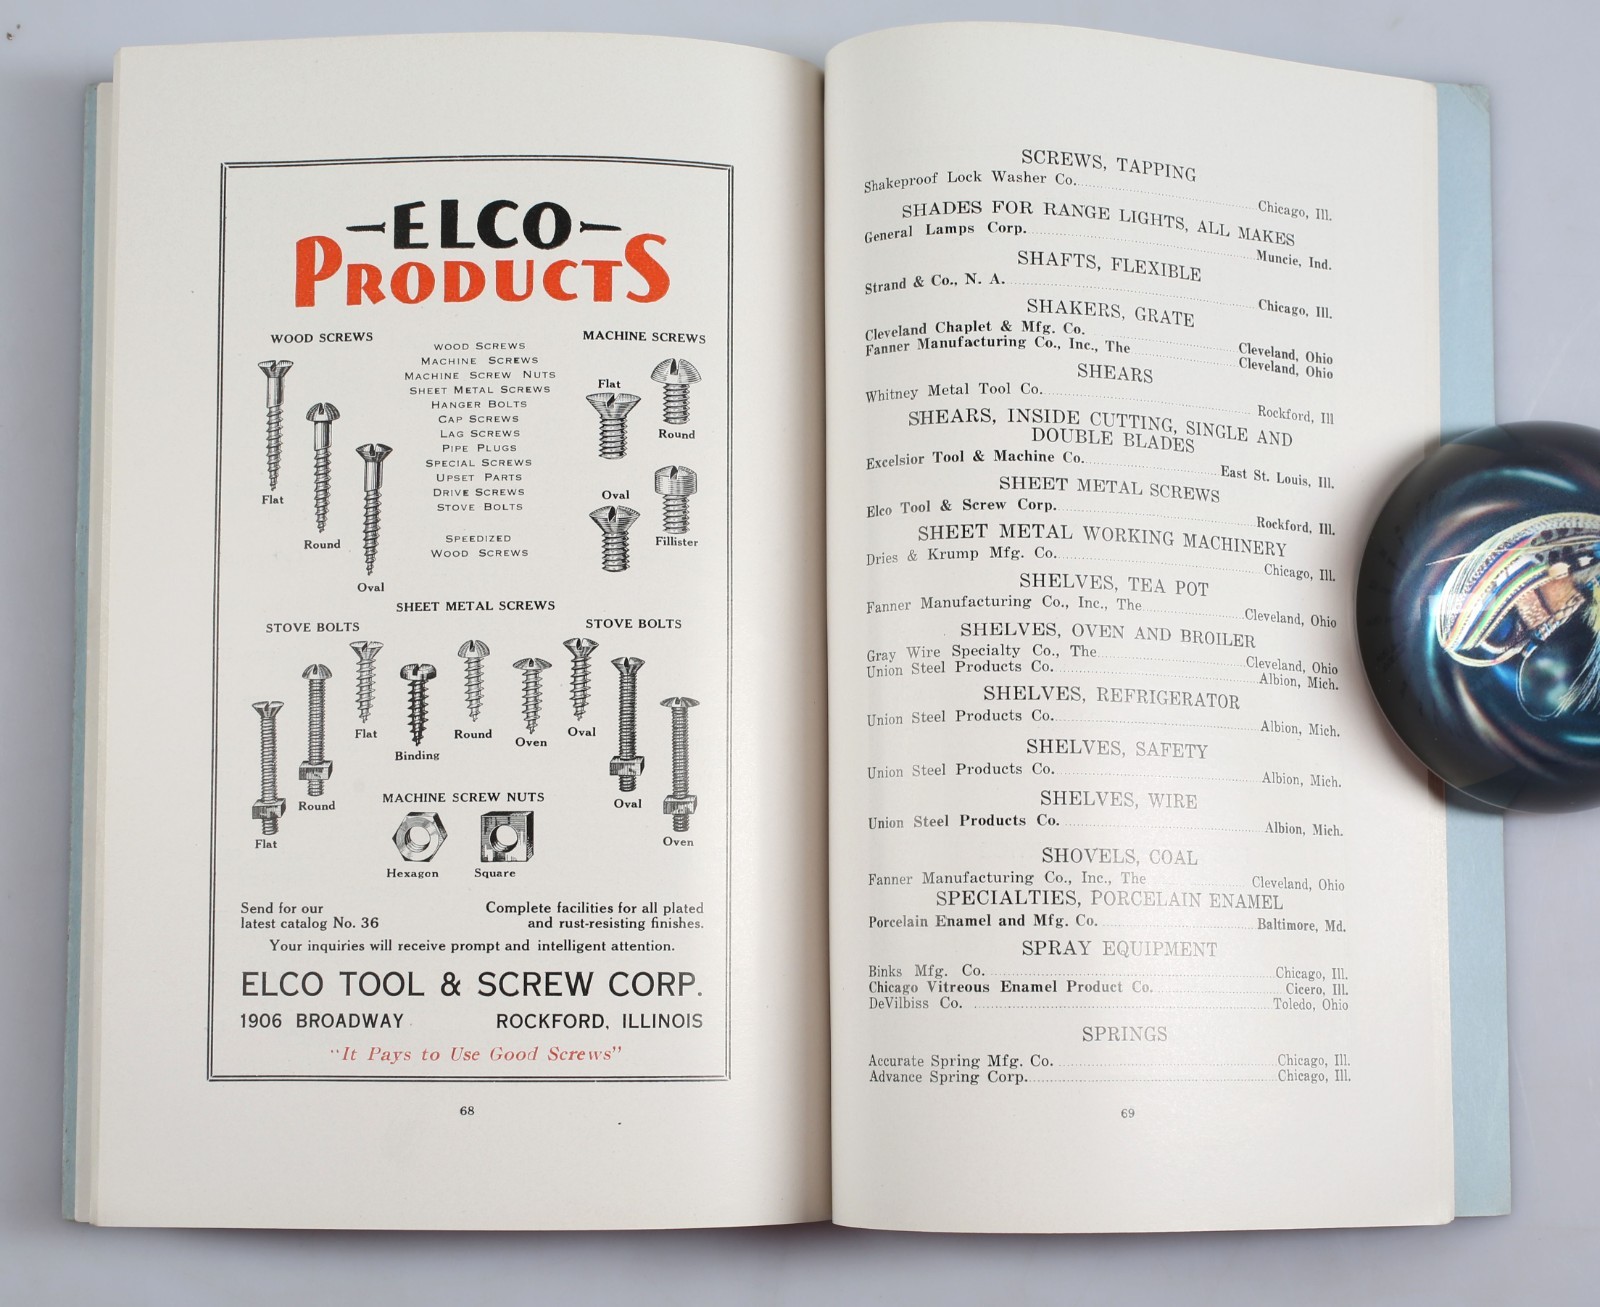 ELCO
PRODUCTS
WOOD SCREWS
Flat
Round
Oval
WOOD SCREWS
MACHINE SCREWS
MACHINE SCREW NUTS
SHEET METAL SCREWS
HANGER BOLTS
CAP SCREWS
LAG SCREWS
PIPE PLUGS
SPECIAL SCREWS
UPSET PARTS
DRIVE SCREWS
STOVE BOLTS
SPEEDIZED
WOOD SCREWS
MACHINE SCREWS
Flat
Round
Oval
Fillister
SHEET METAL SCREWS
STOVE BOLTS
STOVE BOLTS
Flat
Binding
Round
Oven
Oval
Round
Flat
Oval
Oven
MACHINE SCREW NUTS
Hexagon
Square
Send for our
latest catalog No. 36
Complete facilities for all plated
and rust-resisting finishes.
Your inquiries will receive prompt and intelligent attention.
ELCO TOOL & SCREW CORP.
1906 BROADWAY ROCKFORD, ILLINOIS
"It Pays to Use Good Screws"
68
SCREWS, TAPPING
Shakeproof Lock Washer Co. Chicago, Ill.
SHADES FOR RANGE LIGHTS, ALL MAKES
General Lamps Corp. Muncie, Ind.
SHAFTS, FLEXIBLE
Strand & Co., N. A. Chicago, Ill.
SHAKERS, GRATE
Cleveland Chaplet & Mfg. Co. Cleveland, Ohio
Fanner Manufacturing Co., Inc., The Cleveland, Ohio
SHEARS
Whitney Metal Tool Co. Rockford, Ill
SHEARS, INSIDE CUTTING, SINGLE AND
DOUBLE BLADES
Excelsior Tool & Machine Co. East St. Louis, Ill.
SHEET METAL SCREWS
Elco Tool & Screw Corp. Rockford, Ill.
SHEET METAL WORKING MACHINERY
Dries & Krump Mfg. Co. Chicago, Ill.
SHELVES, TEA POT
Fanner Manufacturing Co., Inc., The Cleveland, Ohio
SHELVES, OVEN AND BROILER
Gray Wire Specialty Co., The Cleveland, Ohio
Union Steel Products Co. Albion, Mich.
SHELVES, REFRIGERATOR
Union Steel Products Co. Albion, Mich.
SHELVES, SAFETY
Union Steel Products Co. Albion, Mich.
SHELVES, WIRE
Union Steel Products Co. Albion, Mich.
SHOVELS, COAL
Fanner Manufacturing Co., Inc., The Cleveland, Ohio
SPECIALTIES, PORCELAIN ENAMEL
Porcelain Enamel and Mfg. Co. Baltimore, Md.
SPRAY EQUIPMENT
Binks Mfg. Co. Chicago, Ill.
Chicago Vitreous Enamel Product Co. Cicero, Ill.
DeVilbiss Co. Toledo, Ohio
SPRINGS
Accurate Spring Mfg. Co. Chicago, Ill.
Advance Spring Corp. Chicago, Ill.
69